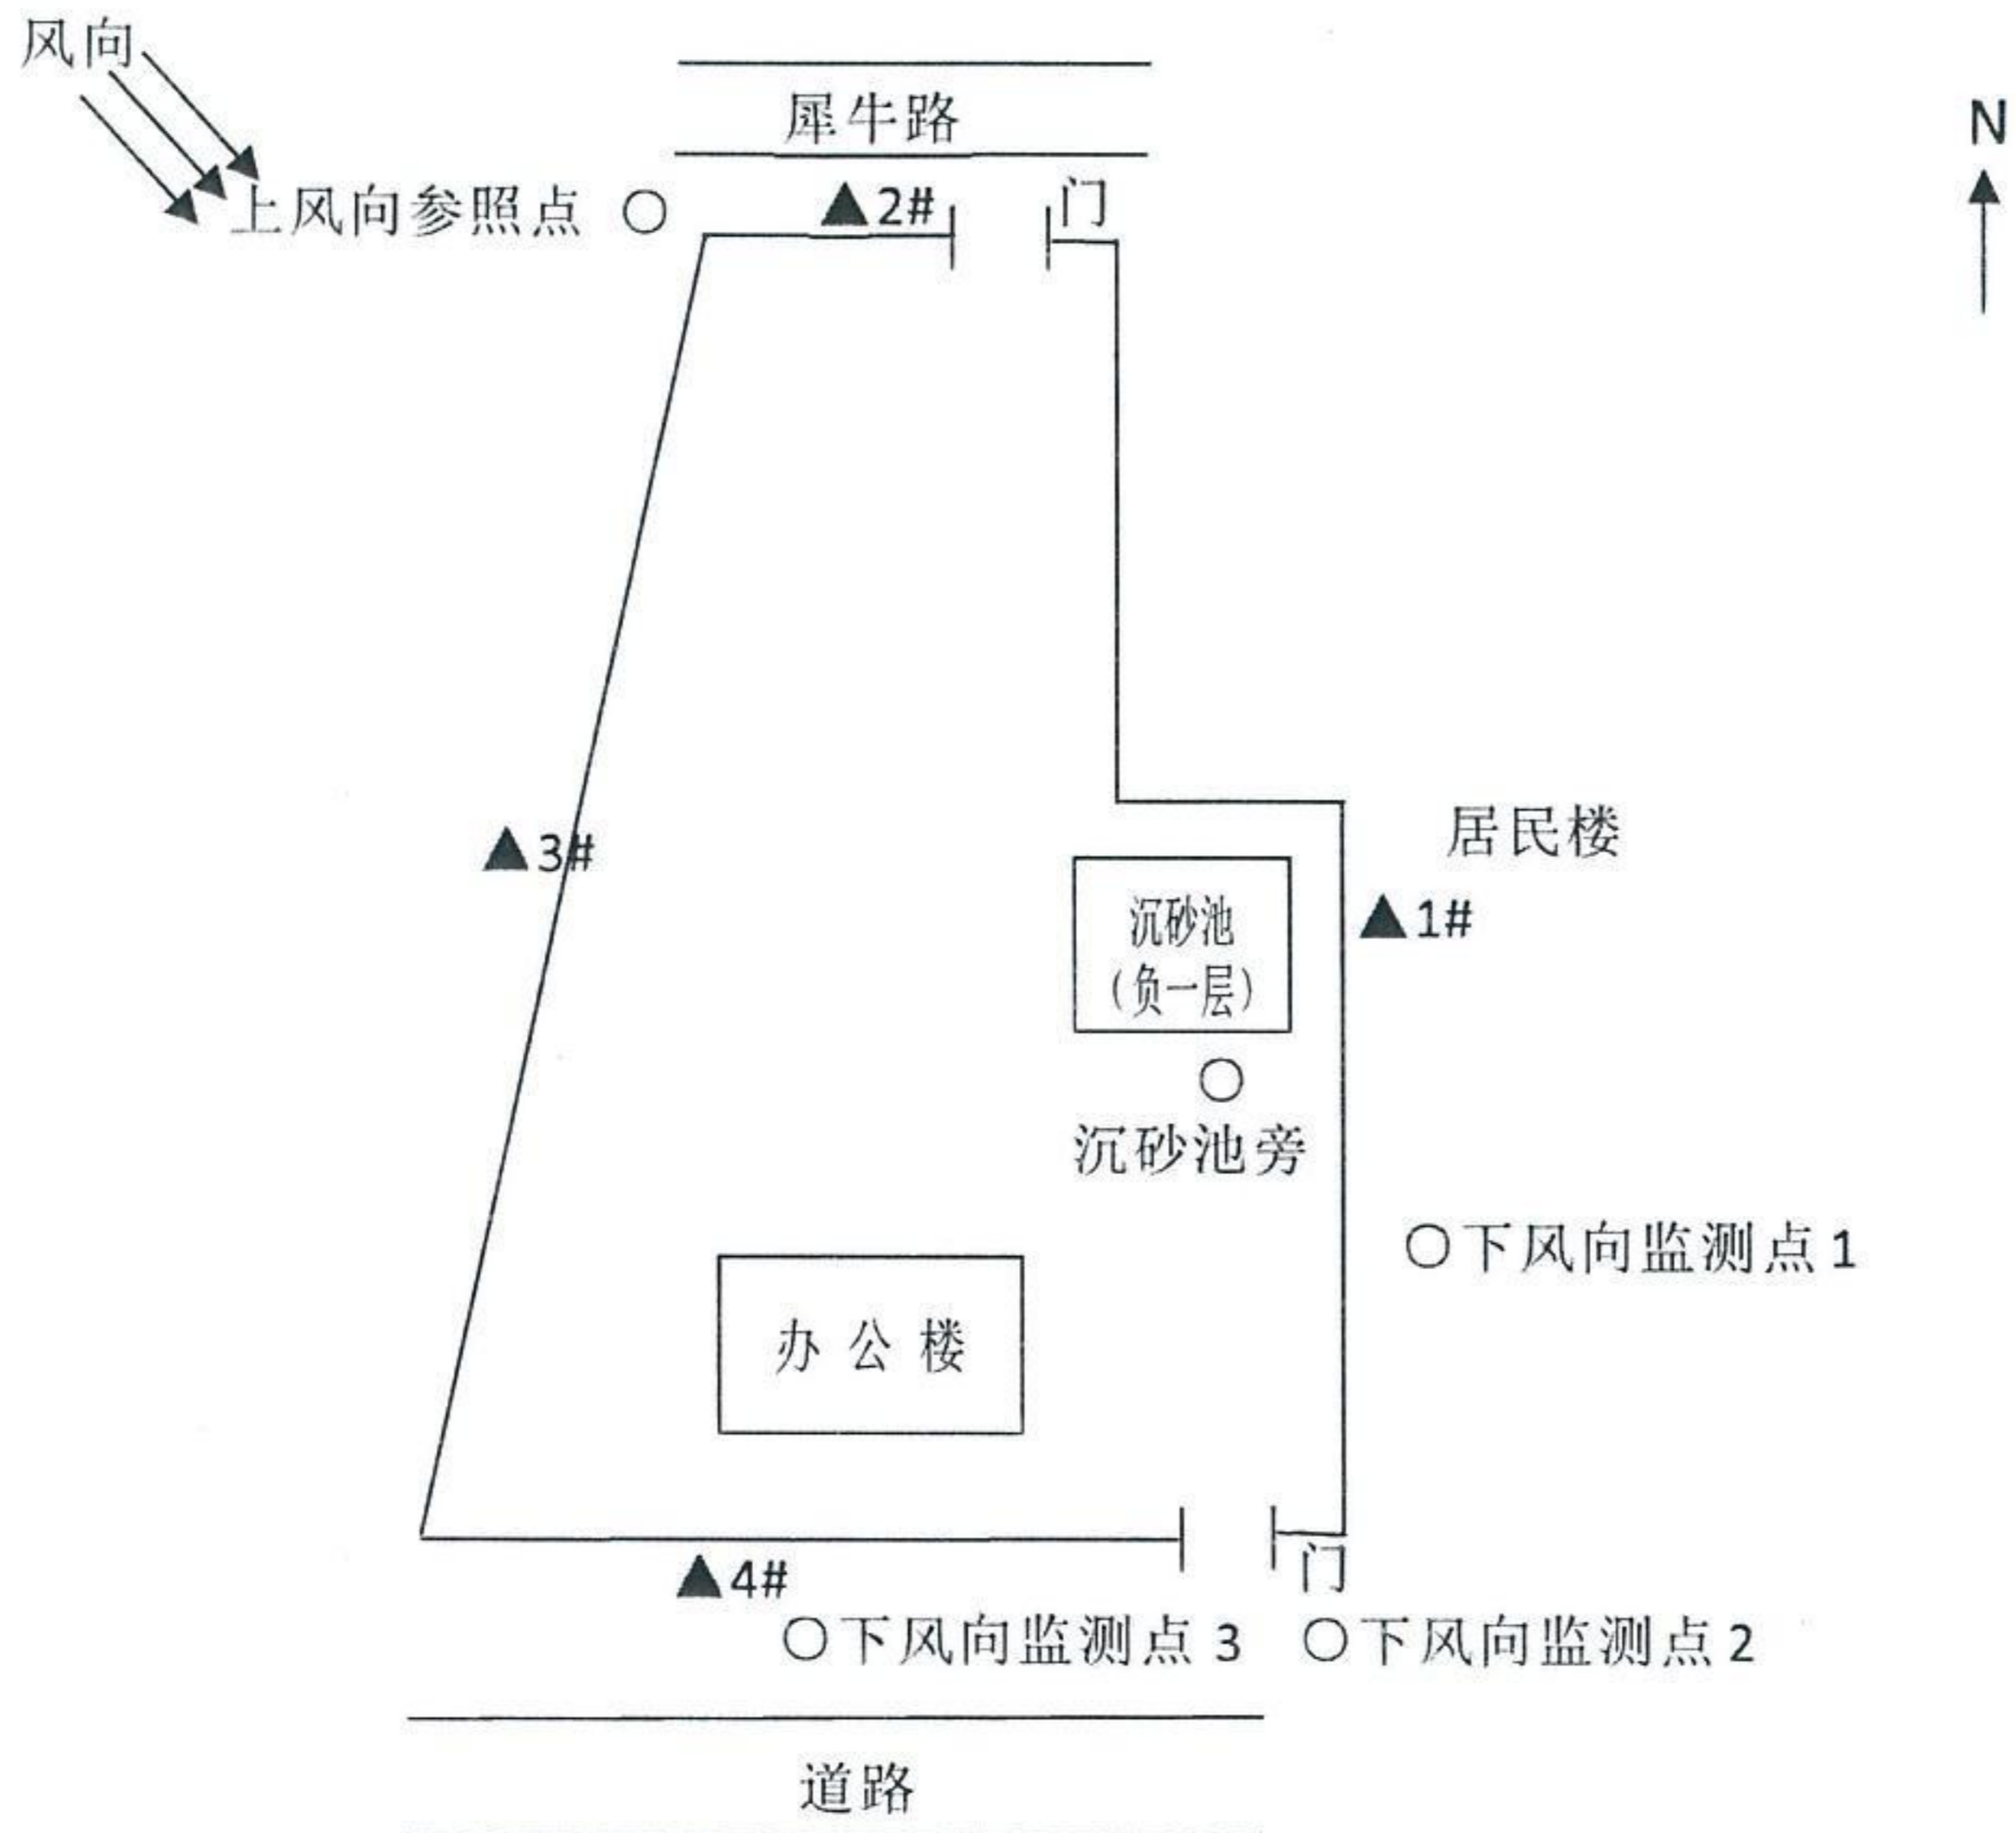 风向
犀牛路
N
上风向参照点 ○
▲2#
门
▲3#
居民楼
沉砂池
(负一层)
▲1#
○
沉砂池旁
○下风向监测点1
办公楼
▲4#
门
○下风向监测点3
○下风向监测点2
道路